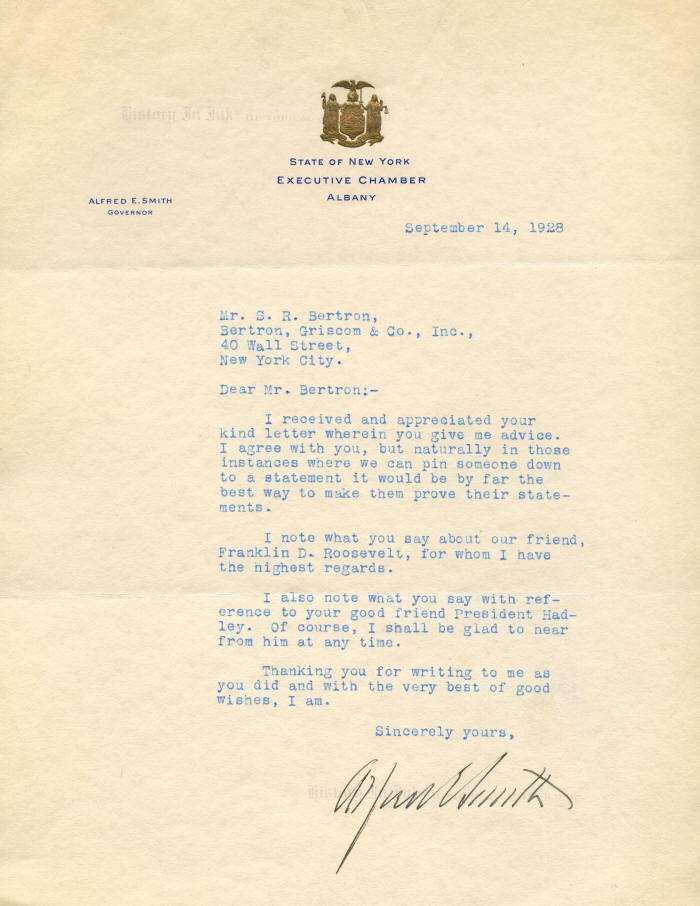 History In Ink®
STATE OF NEW YORK
EXECUTIVE CHAMBER
ALBANY
ALFRED E. SMITH
GOVERNOR
September 14, 1928
Mr. S. R. Bertron,
Bertron, Griscom & Co., Inc.,
40 Wall Street,
New York City.
Dear Mr. Bertron:-
I received and appreciated your
kind letter wherein you give me advice.
I agree with you, but naturally in those
instances where we can pin someone down
to a statement it would be by far the
best way to make them prove their state-
ments.
I note what you say about our friend,
Franklin D. Roosevelt, for whom I have
the highest regards.
I also note wnat you say with ref-
erence to your good friend President Had-
ley. Of course, I shall be glad to hear
from him at any time.
Thanking you for writing to me as
you did and with the very best of good
wishes, I am.
Sincerely yours,
History In Ink
Alfred E Smith